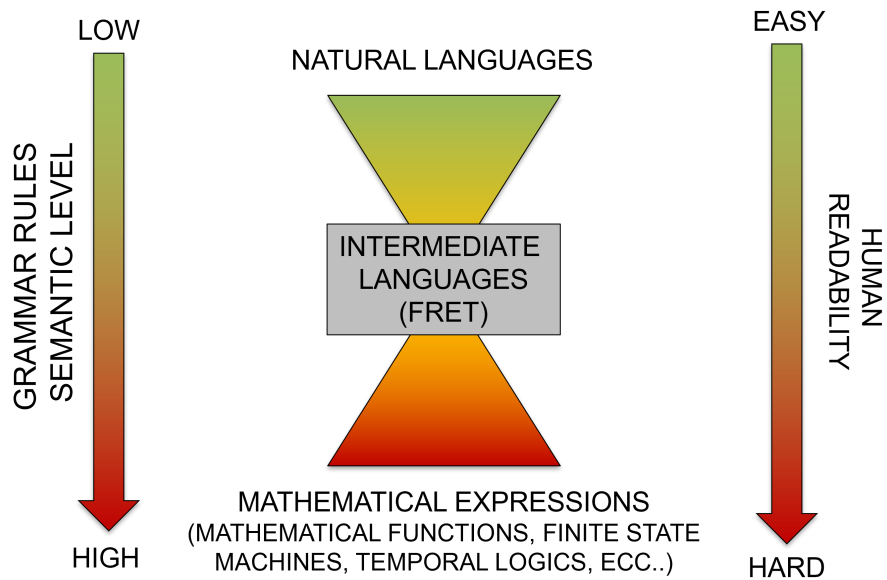 LOW
EASY
NATURAL LANGUAGES
GRAMMAR RULES
SEMANTIC LEVEL
INTERMEDIATE
LANGUAGES
(FRET)
HUMAN
READABILITY
MATHEMATICAL EXPRESSIONS
(MATHEMATICAL FUNCTIONS, FINITE STATE
MACHINES, TEMPORAL LOGICS, ECC..)
HIGH
HARD